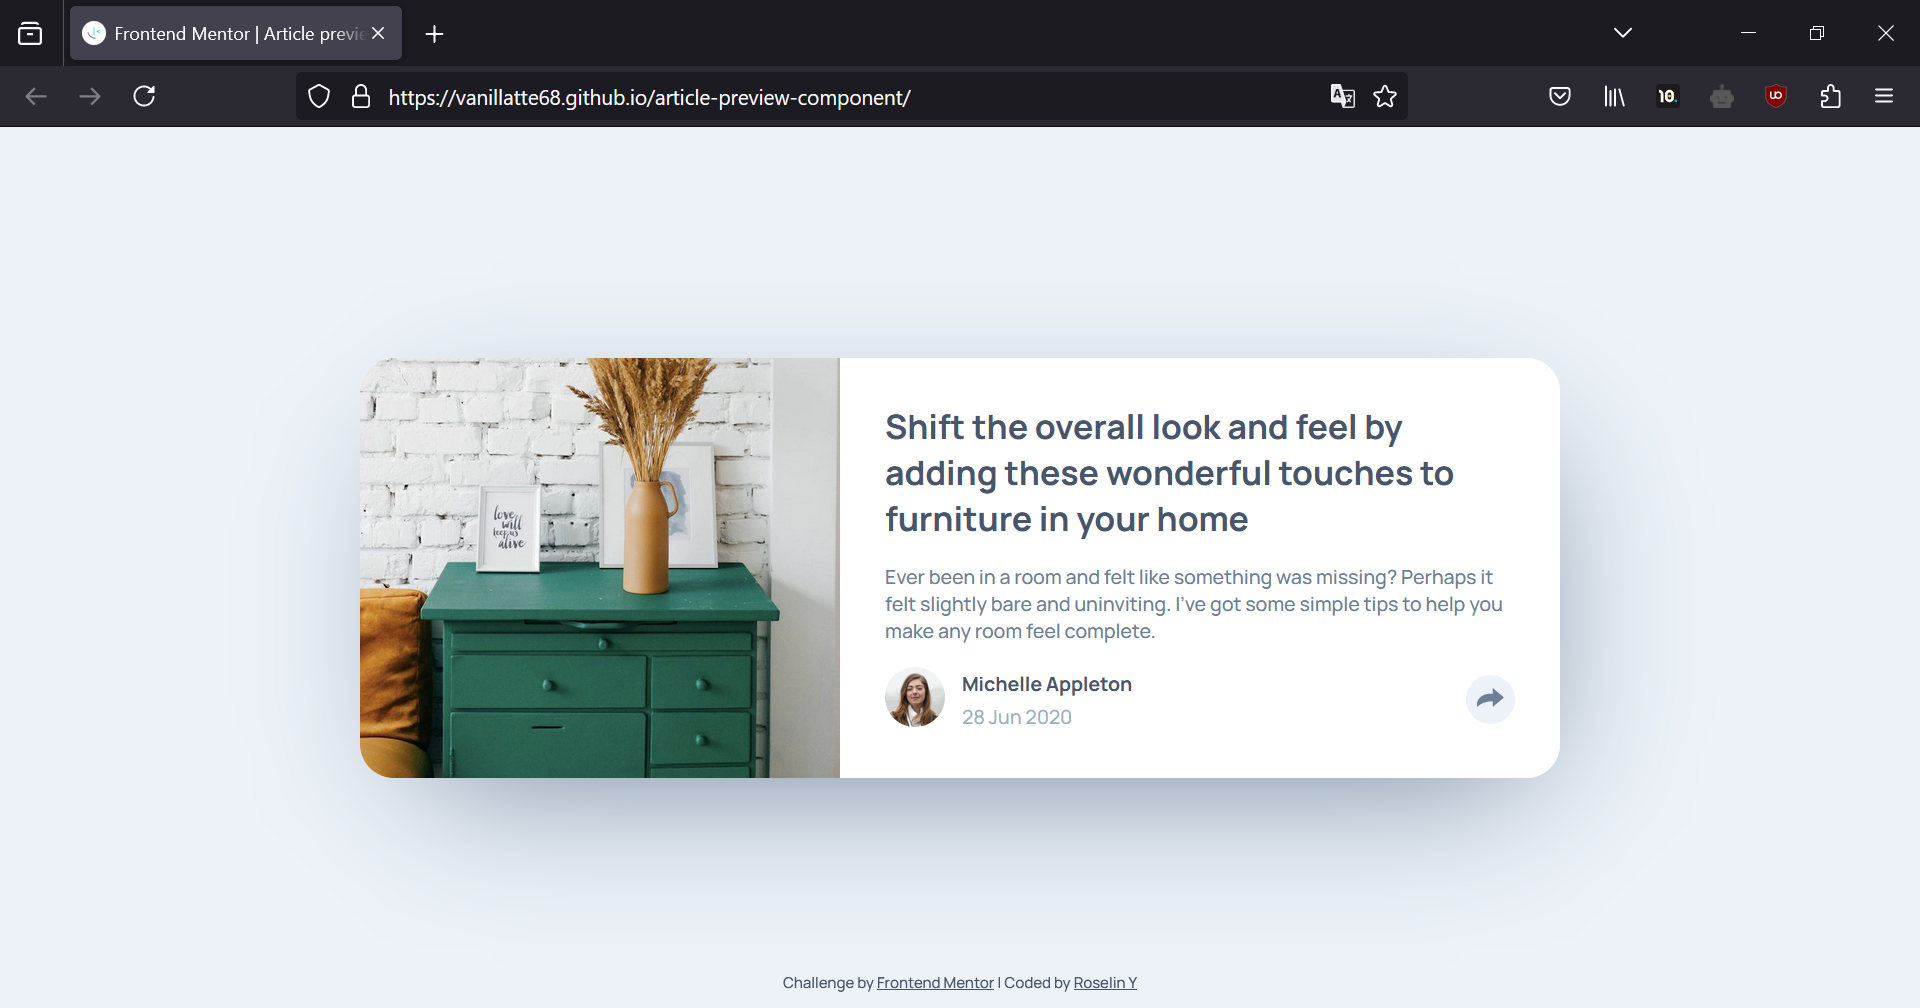 Frontend Mentor | Article previe
https://vanillatte68.github.io/article-preview-component/
10.
love
will
keep us
alive
Shift the overall look and feel by
adding these wonderful touches to
furniture in your home
Ever been in a room and felt like something was missing? Perhaps it
felt slightly bare and uninviting. I’ve got some simple tips to help you
make any room feel complete.
Michelle Appleton
28 Jun 2020
Challenge by Frontend Mentor | Coded by Roselin Y